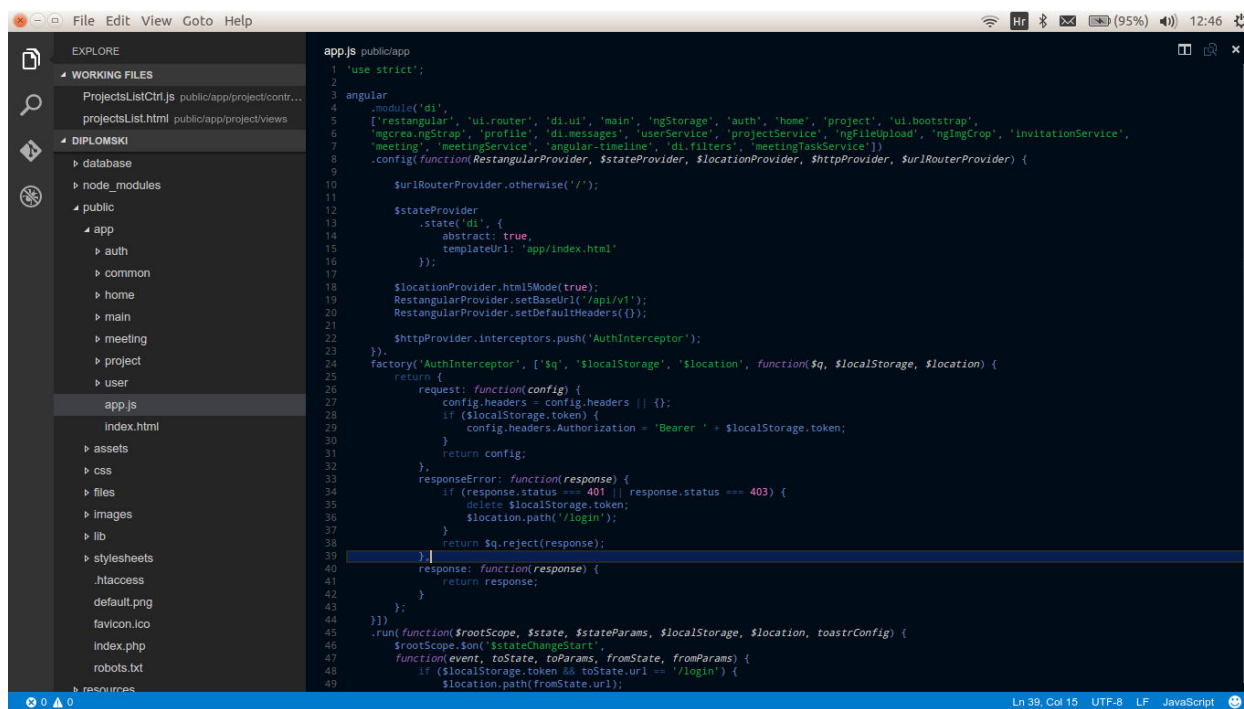 File Edit View Goto Help
Hr (95%) 12:46
EXPLORE
WORKING FILES
ProjectsListCtrl.js public/app/project/contr...
projectsList.html public/app/project/views
DIPLOMSKI
database
node_modules
public
app
auth
common
home
main
meeting
project
user
app.js
index.html
assets
css
files
images
lib
stylesheets
.htaccess
default.png
favicon.ico
index.php
robots.txt
resources
app.js public/app
1 'use strict';
2
3 angular
4 .module('di',
5 ['restangular', 'ui.router', 'di.ui', 'main', 'ngStorage', 'auth', 'home', 'project', 'ui.bootstrap',
6 'mgcrea.ngStrap', 'profile', 'di.messages', 'userService', 'projectService', 'ngFileUpload', 'ngImgCrop', 'invitationService',
7 'meeting', 'meetingService', 'angular-timeline', 'di.filters', 'meetingTaskService'])
8 .config(function(RestangularProvider, $stateProvider, $locationProvider, $httpProvider, $urlRouterProvider) {
9
10 $urlRouterProvider.otherwise('/');
11
12 $stateProvider
13 .state('di', {
14 abstract: true,
15 templateUrl: 'app/index.html'
16 });
17
18 $locationProvider.html5Mode(true);
19 RestangularProvider.setBaseUrl('/api/v1');
20 RestangularProvider.setDefaultHeaders({});
21
22 $httpProvider.interceptors.push('AuthInterceptor');
23 }).
24 factory('AuthInterceptor', ['$q', '$localStorage', '$location', function($q, $localStorage, $location) {
25 return {
26 request: function(config) {
27 config.headers = config.headers || {};
28 if ($localStorage.token) {
29 config.headers.Authorization = 'Bearer ' + $localStorage.token;
30 }
31 return config;
32 },
33 responseError: function(response) {
34 if (response.status === 401 || response.status === 403) {
35 delete $localStorage.token;
36 $location.path('/login');
37 }
38 return $q.reject(response);
39 },
40 response: function(response) {
41 return response;
42 }
43 };
44 }])
45 .run(function($rootScope, $state, $stateParams, $localStorage, $location, toastrConfig) {
46 $rootScope.$on('$stateChangeStart',
47 function(event, toState, toParams, fromState, fromParams) {
48 if ($localStorage.token && toState.url == '/login') {
49 $location.path(fromState.url);
0 0 Ln 39, Col 15 UTF-8 LF JavaScript